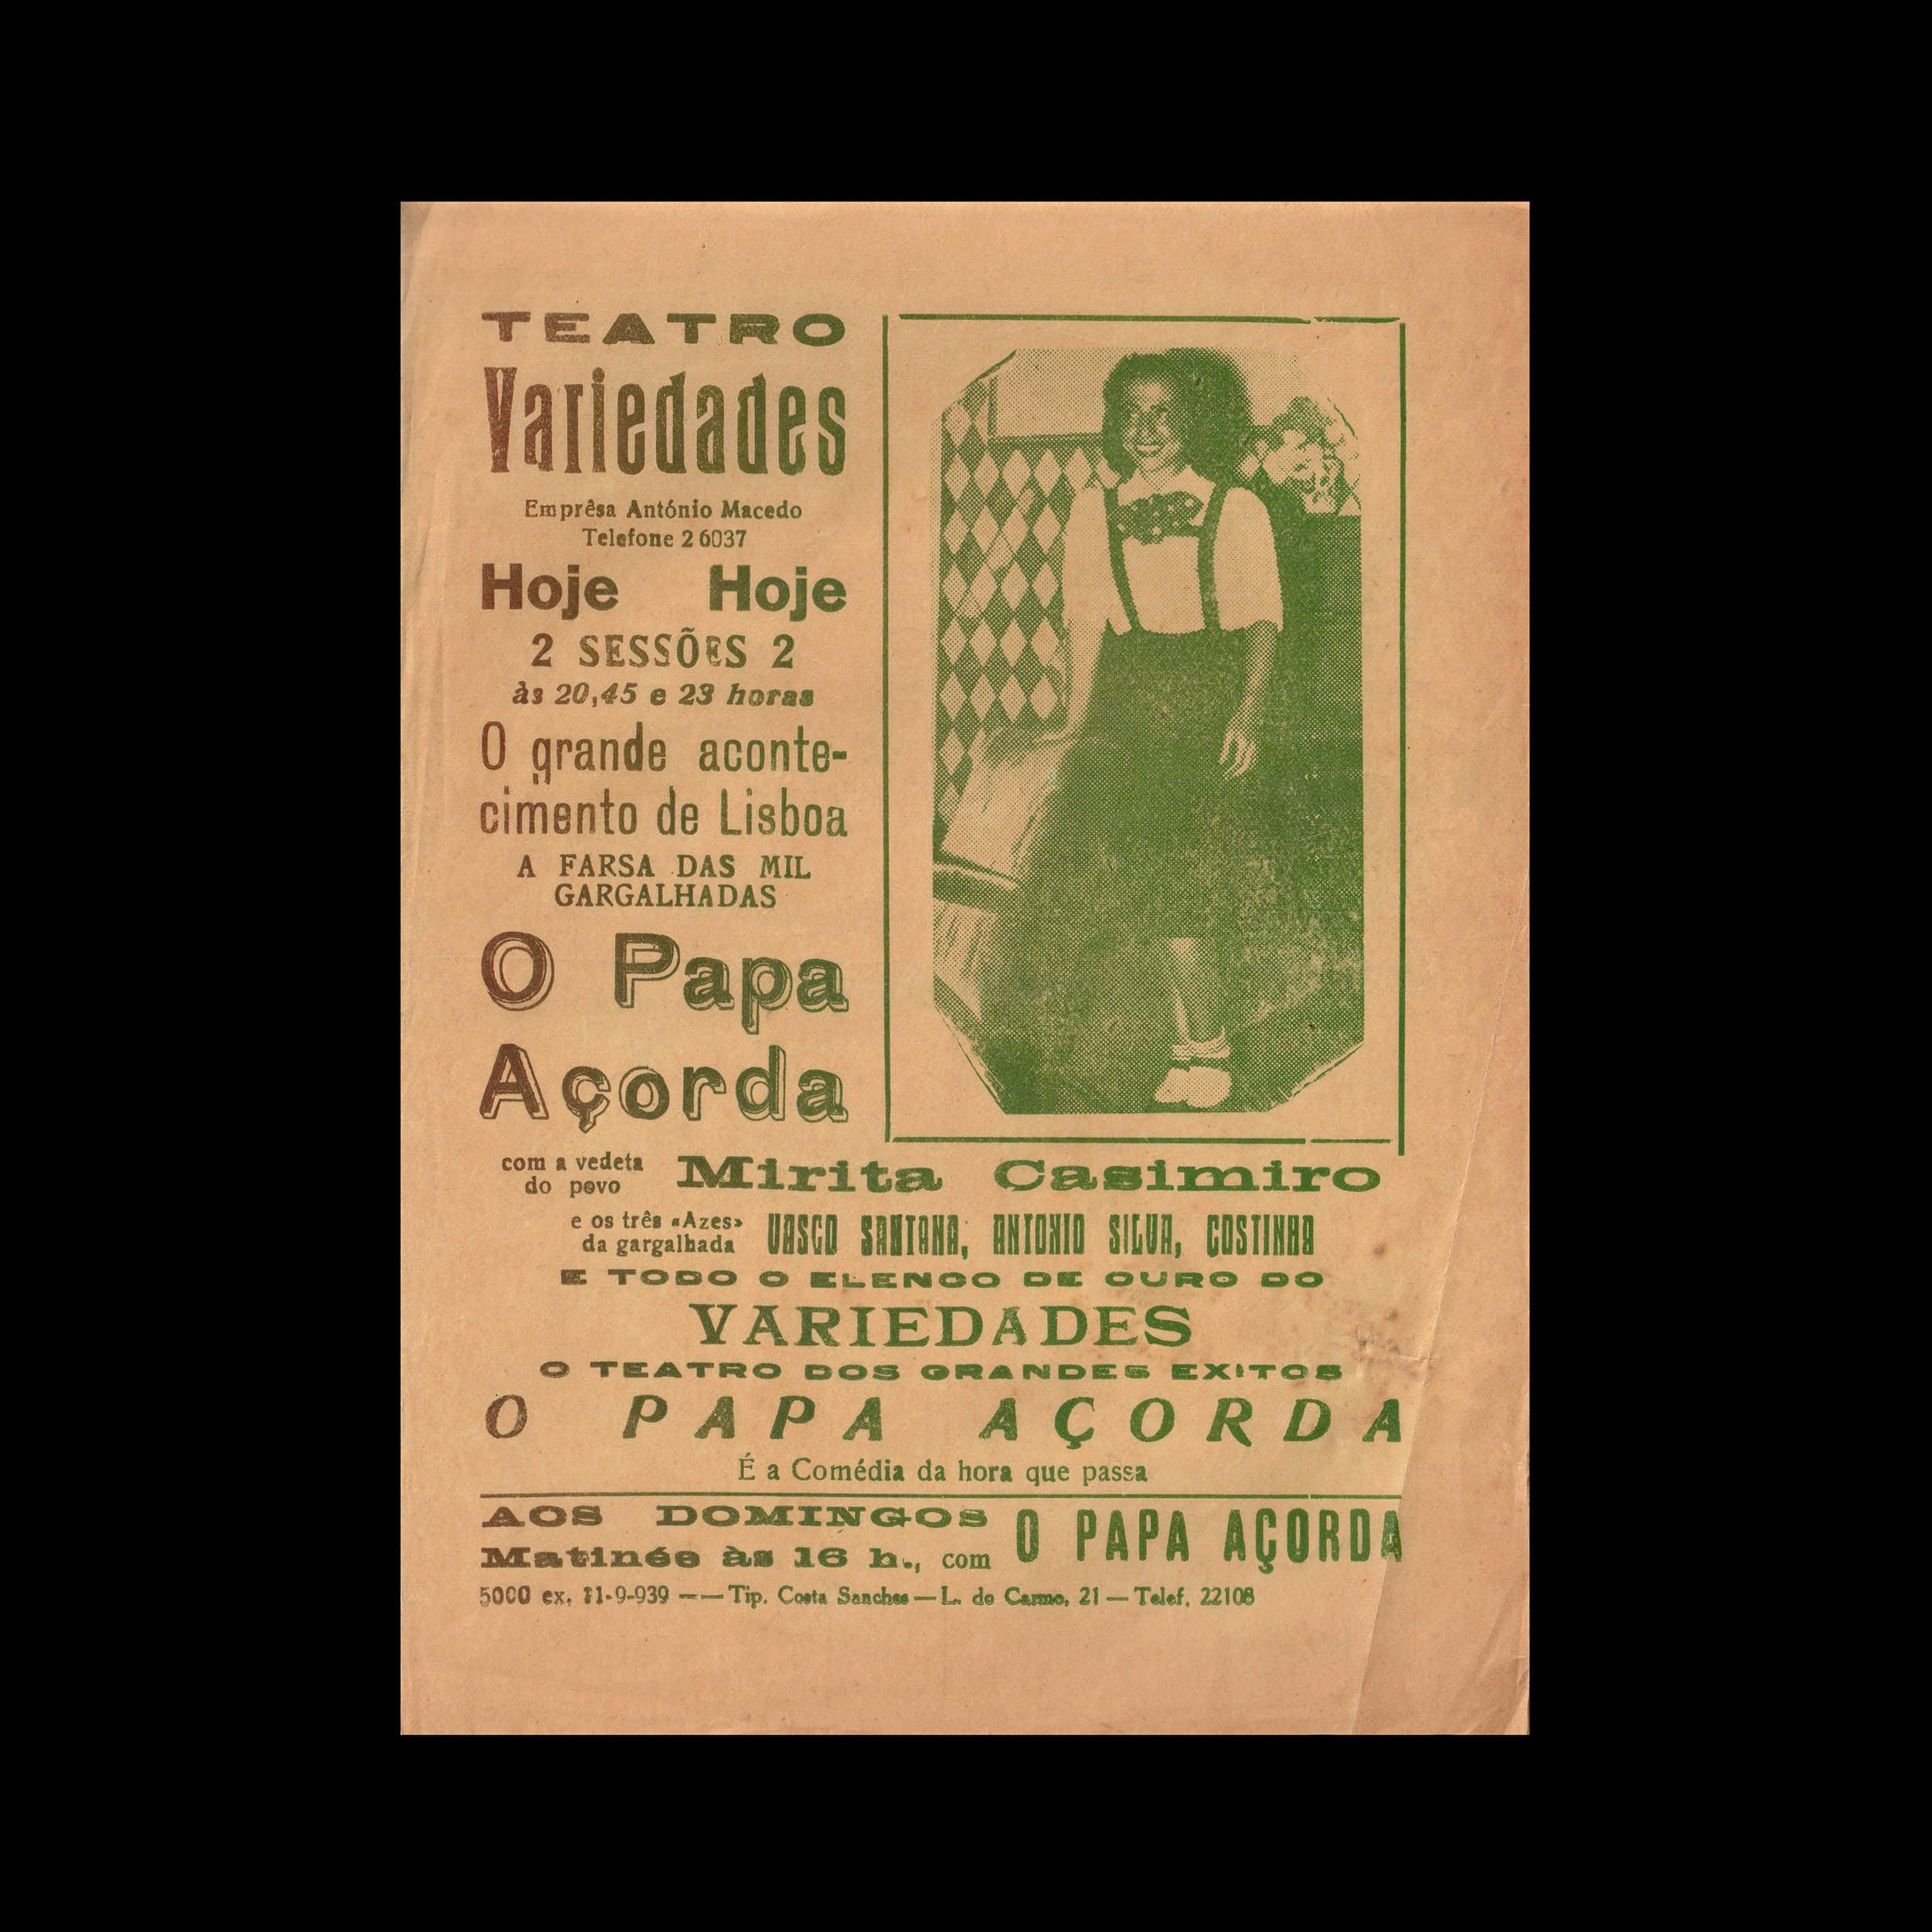 TEATRO
Variedades
Emprêsa António Macedo
Telefone 2 6037
Hoje Hoje
2 SESSÕES 2
às 20,45 e 23 horas
O grande aconte-
cimento de Lisboa
A FARSA DAS MIL
GARGALHADAS
O Papa
Açorda
com a vedeta
do povo
Mirita Casimiro
e os três «Azes»
da gargalhada
VASCO SANTANA, ANTONIO SILVA, COSTINHA
E TODO O ELENCO DE OURO DO
VARIEDADES
O TEATRO DOS GRANDES EXITOS
O PAPA AÇORDA
É a Comédia da hora que passa
AOS DOMINGOS
Matinée às 16 h., com
O PAPA AÇORDA
5000 ex. 11-9-939 —— Tip. Costa Sanches — L. do Carmo, 21 — Telef, 22108